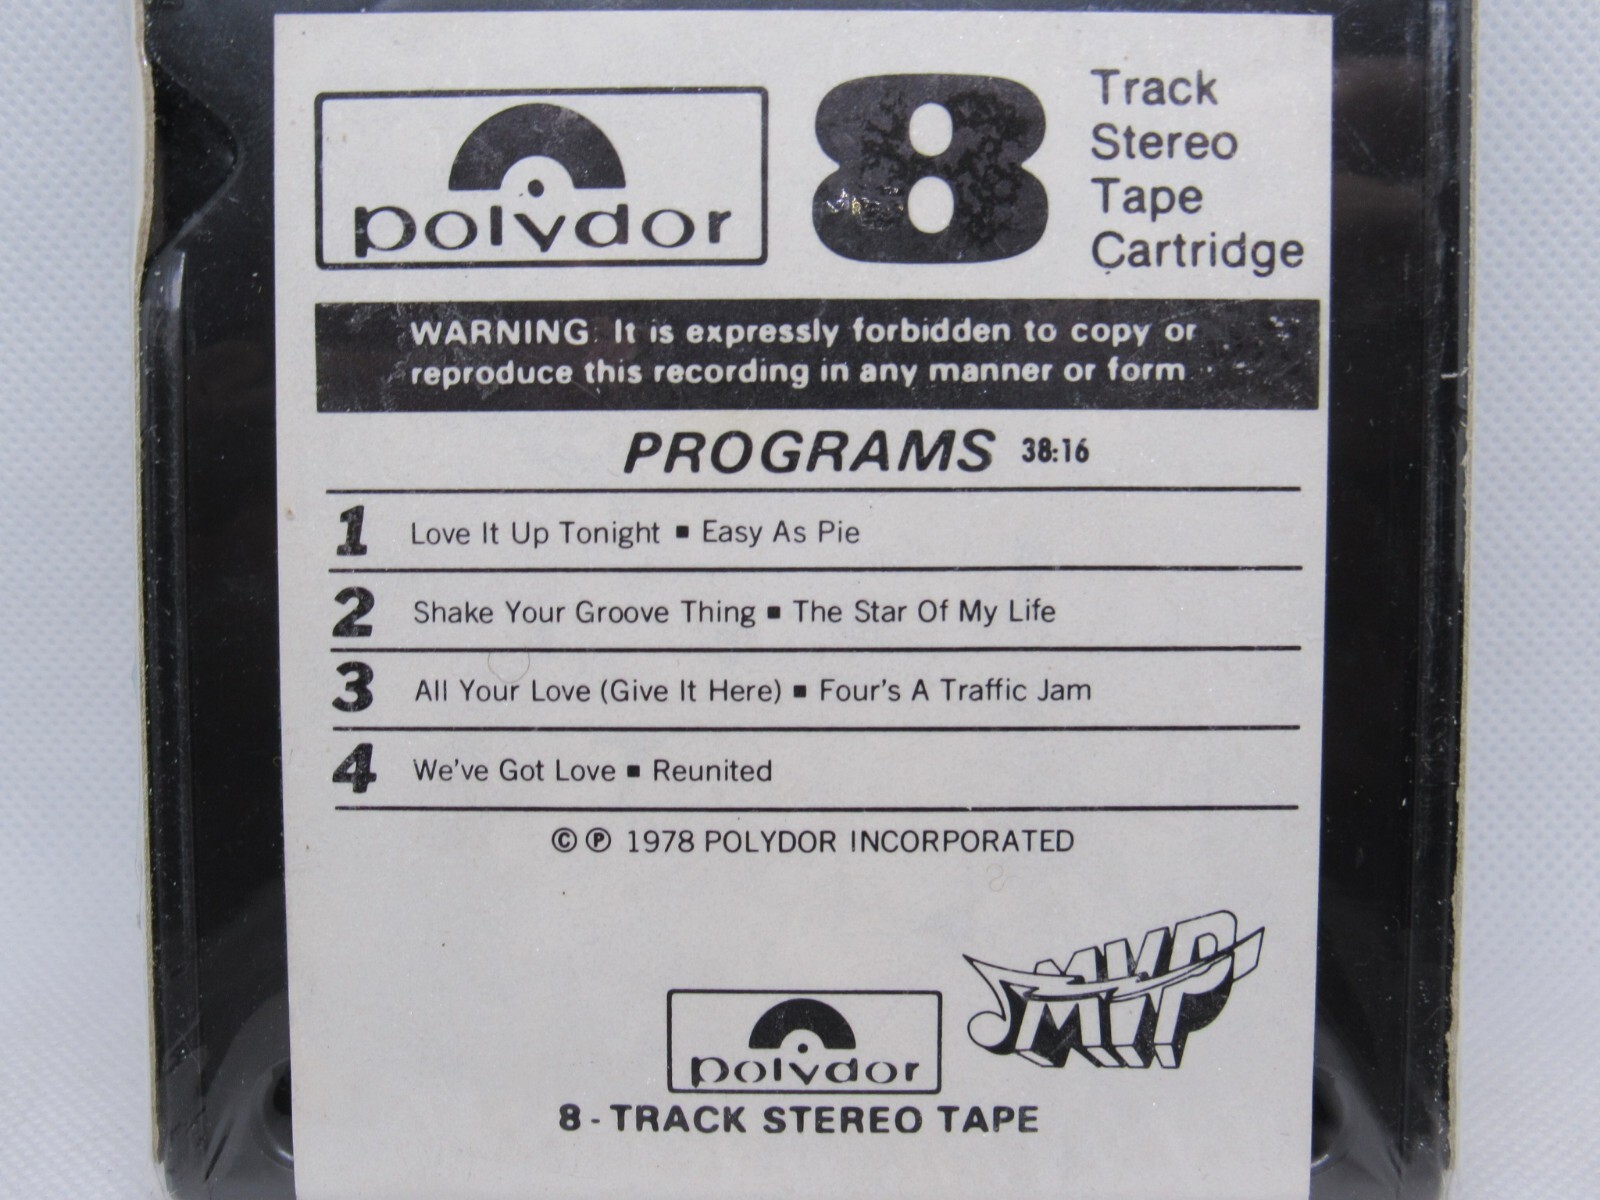 polydor
8
Track
Stereo
Tape
Cartridge
WARNING: It is expressly forbidden to copy or
reproduce this recording in any manner or form
PROGRAMS 38:16
1 Love It Up Tonight ▪ Easy As Pie
2 Shake Your Groove Thing ▪ The Star Of My Life
3 All Your Love (Give It Here) ▪ Four's A Traffic Jam
4 We've Got Love ▪ Reunited
© ℗ 1978 POLYDOR INCORPORATED
MVP
polydor
8-TRACK STEREO TAPE